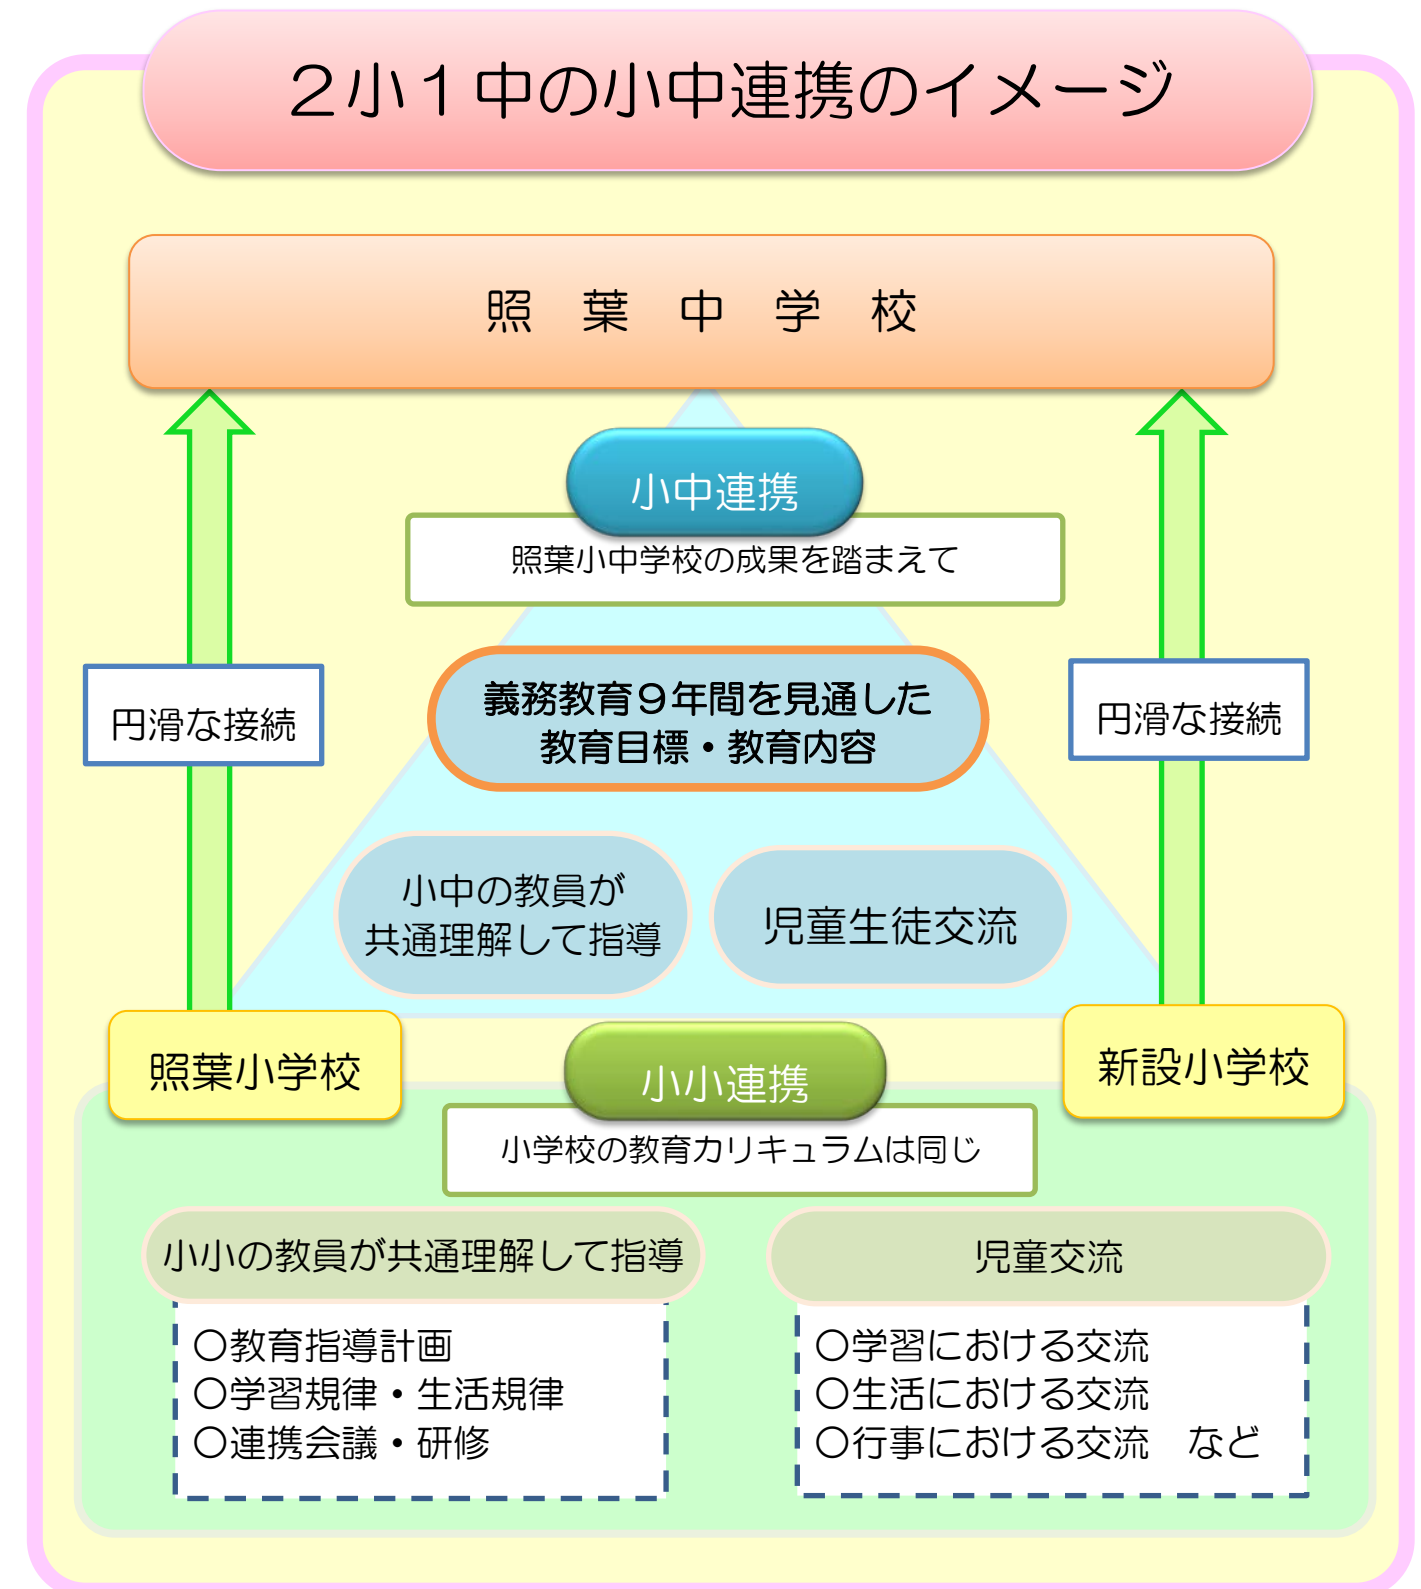 ２小１中の小中連携のイメージ
照　葉　中　学　校
小中連携
照葉小中学校の成果を踏まえて
義務教育９年間を見通した
教育目標・教育内容
円滑な接続
円滑な接続
小中の教員が
共通理解して指導
児童生徒交流
照葉小学校
新設小学校
小小連携
小学校の教育カリキュラムは同じ
小小の教員が共通理解して指導
○教育指導計画
○学習規律・生活規律
○連携会議・研修
児童交流
○学習における交流
○生活における交流
○行事における交流　など